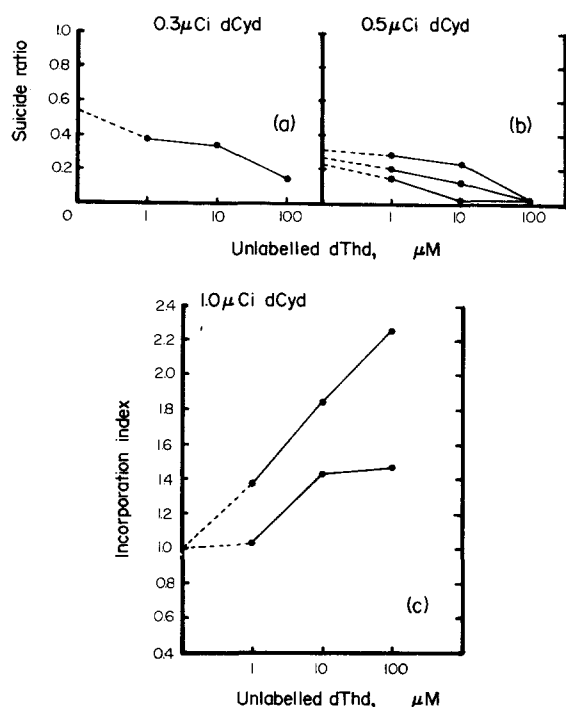 0.3μCi dCyd 0.5μCi dCyd
Suicide ratio
1.0
0.8
0.6
0.4
0.2
(a)
(b)
0 1 10 100 1 10 100
Unlabelled dThd, μM
1.0μCi dCyd
Incorporation index
2.4
2.2
2.0
1.8
1.6
1.4
1.2
1.0
0.8
0.6
0.4
(c)
1 10 100
Unlabelled dThd, μM